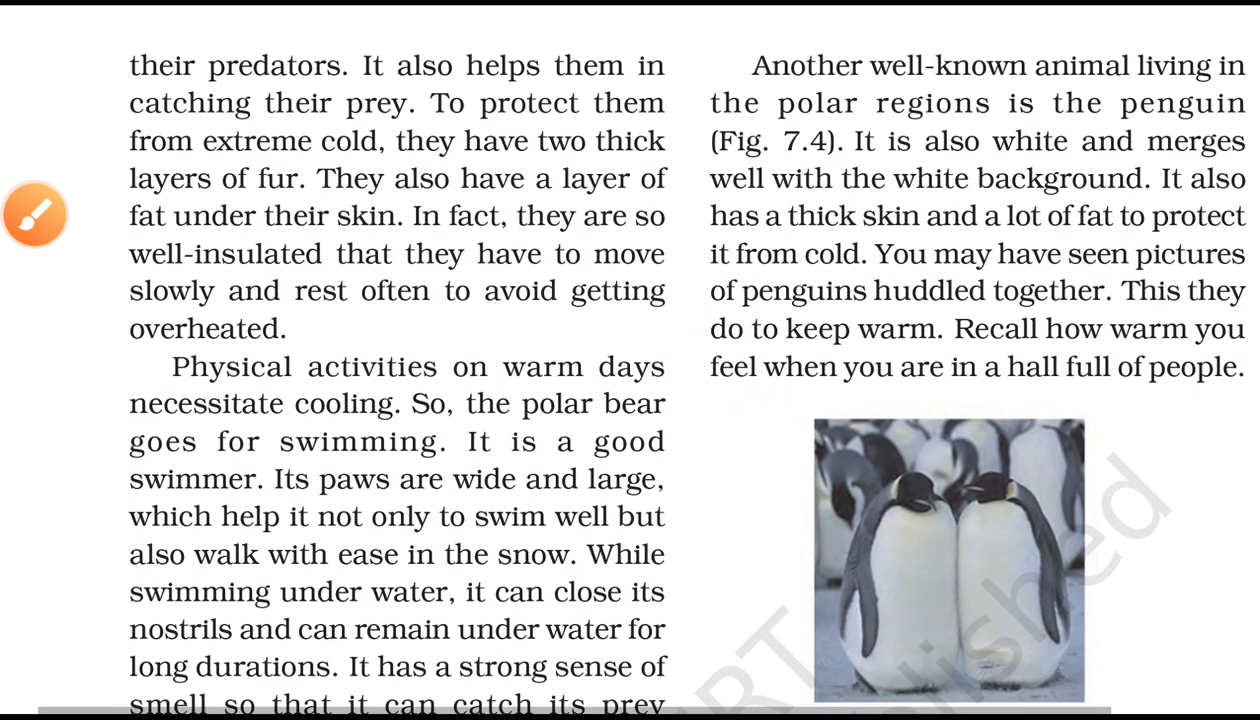 their predators. It also helps them in
catching their prey. To protect them
from extreme cold, they have two thick
layers of fur. They also have a layer of
fat under their skin. In fact, they are so
well-insulated that they have to move
slowly and rest often to avoid getting
overheated.
Physical activities on warm days
necessitate cooling. So, the polar bear
goes for swimming. It is a good
swimmer. Its paws are wide and large,
which help it not only to swim well but
also walk with ease in the snow. While
swimming under water, it can close its
nostrils and can remain under water for
long durations. It has a strong sense of
smell so that it can catch its prey
Another well-known animal living in
the polar regions is the penguin
(Fig. 7.4). It is also white and merges
well with the white background. It also
has a thick skin and a lot of fat to protect
it from cold. You may have seen pictures
of penguins huddled together. This they
do to keep warm. Recall how warm you
feel when you are in a hall full of people.